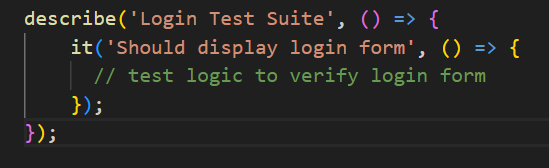 describe('Login Test Suite', () => {
    it('Should display login form', () => {
      // test logic to verify login form
    });
});